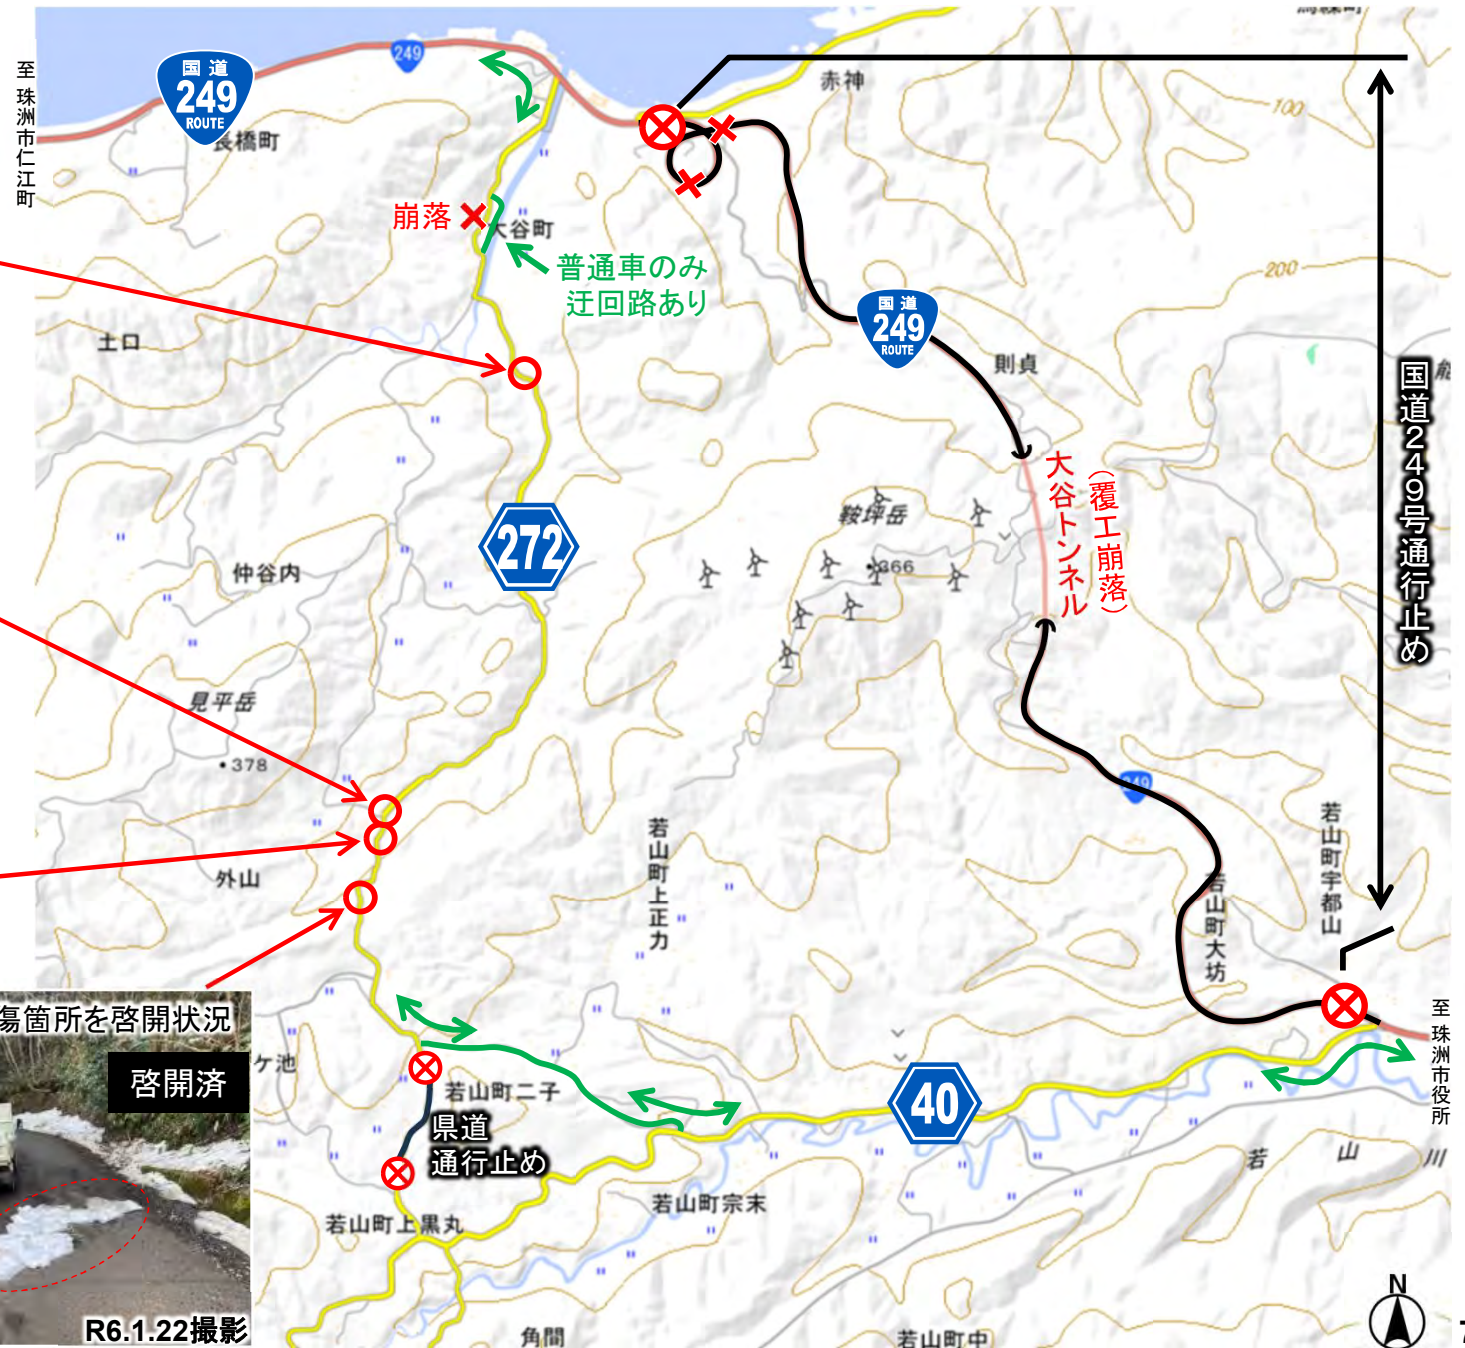 至 珠洲市仁江町
国道
249
ROUTE
249
長橋町
赤神
100
崩落
大谷町
普通車のみ
迂回路あり
200
土口
国道
249
ROUTE
則貞
能
国道249号通行止め
大谷トンネル
(覆工崩落)
鞍坪岳
366
272
仲谷内
見平岳
378
249
外山
若山町上正力
若山町宇都山
若山町大坊
傷箇所を啓開状況
啓開済
R6.1.22撮影
ケ池
若山町二子
県道
通行止め
40
至 珠洲市役所
若山川
若山町宗末
若山町上黒丸
角間
若山町中
N